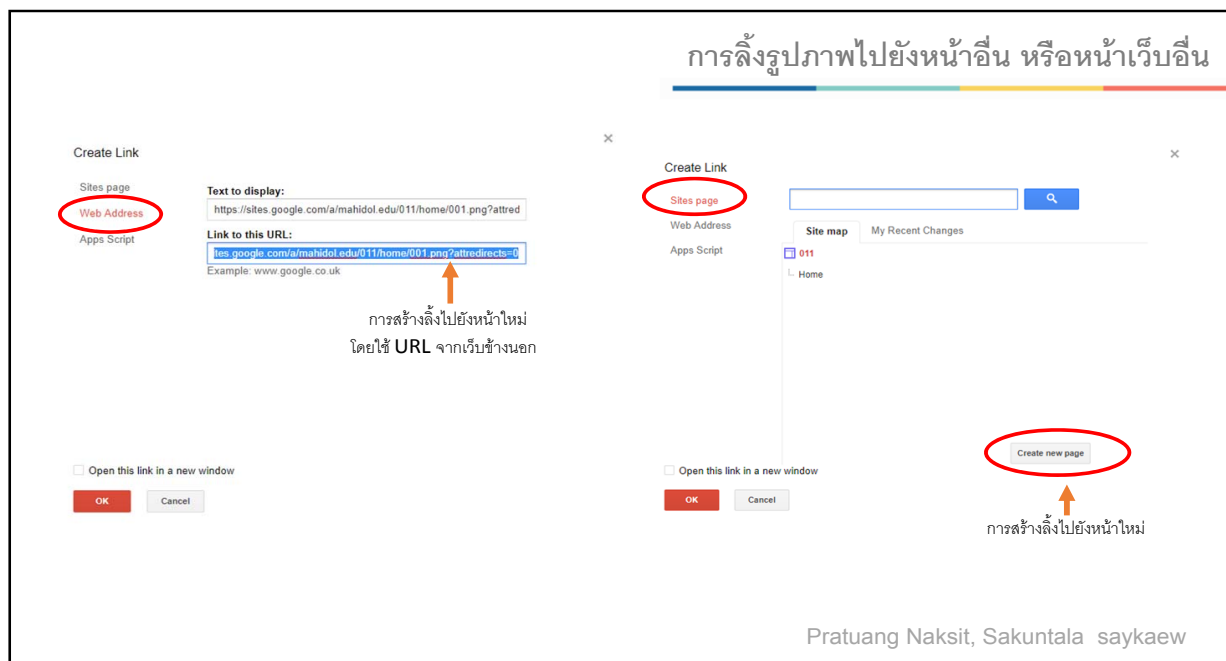 การลิ้งรูปภาพไปยังหน้าอื่น หรือหน้าเว็บอื่น
Create Link
Sites page
Web Address
Apps Script
Text to display:
https://sites.google.com/a/mahidol.edu/011/home/001.png?attred
Link to this URL:
tes.google.com/a/mahidol.edu/011/home/001.png?attredirects=0
Example: www.google.co.uk
การสร้างลิ้งไปยังหน้าใหม่
โดยใช้ URL จากเว็บข้างนอก
Open this link in a new window
OK Cancel
Create Link
Sites page
Web Address
Apps Script
Site map My Recent Changes
011
Home
Create new page
Open this link in a new window
OK Cancel
การสร้างลิ้งไปยังหน้าใหม่
Pratuang Naksit, Sakuntala saykaew